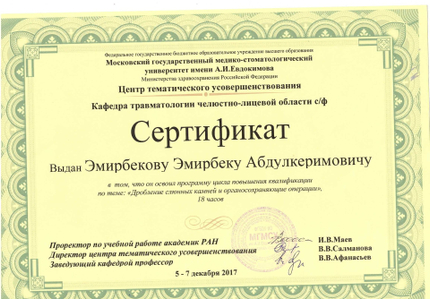 Федеральное государственное бюджетное образовательное учреждение высшего образования
Московский государственный медико-стоматологический
университет имени А.И.Евдокимова
Министерства здравоохранения Российской Федерации
Центр тематического усовершенствования
Кафедра травматологии челюстно-лицевой области с/ф
Сертификат
Выдан Эмирбекову Эмирбеку Абдулкеримовичу
в том, что он освоил программу цикла повышения квалификации
по теме: «Дробление слюнных камней и органосохраняющие операции»,
18 часов
Проректор по учебной работе академик РАН И.В.Маев
Директор центра тематического усовершенствования В.В.Салманова
Заведующий кафедрой профессор В.В.Афанасьев
5 - 7 декабря 2017